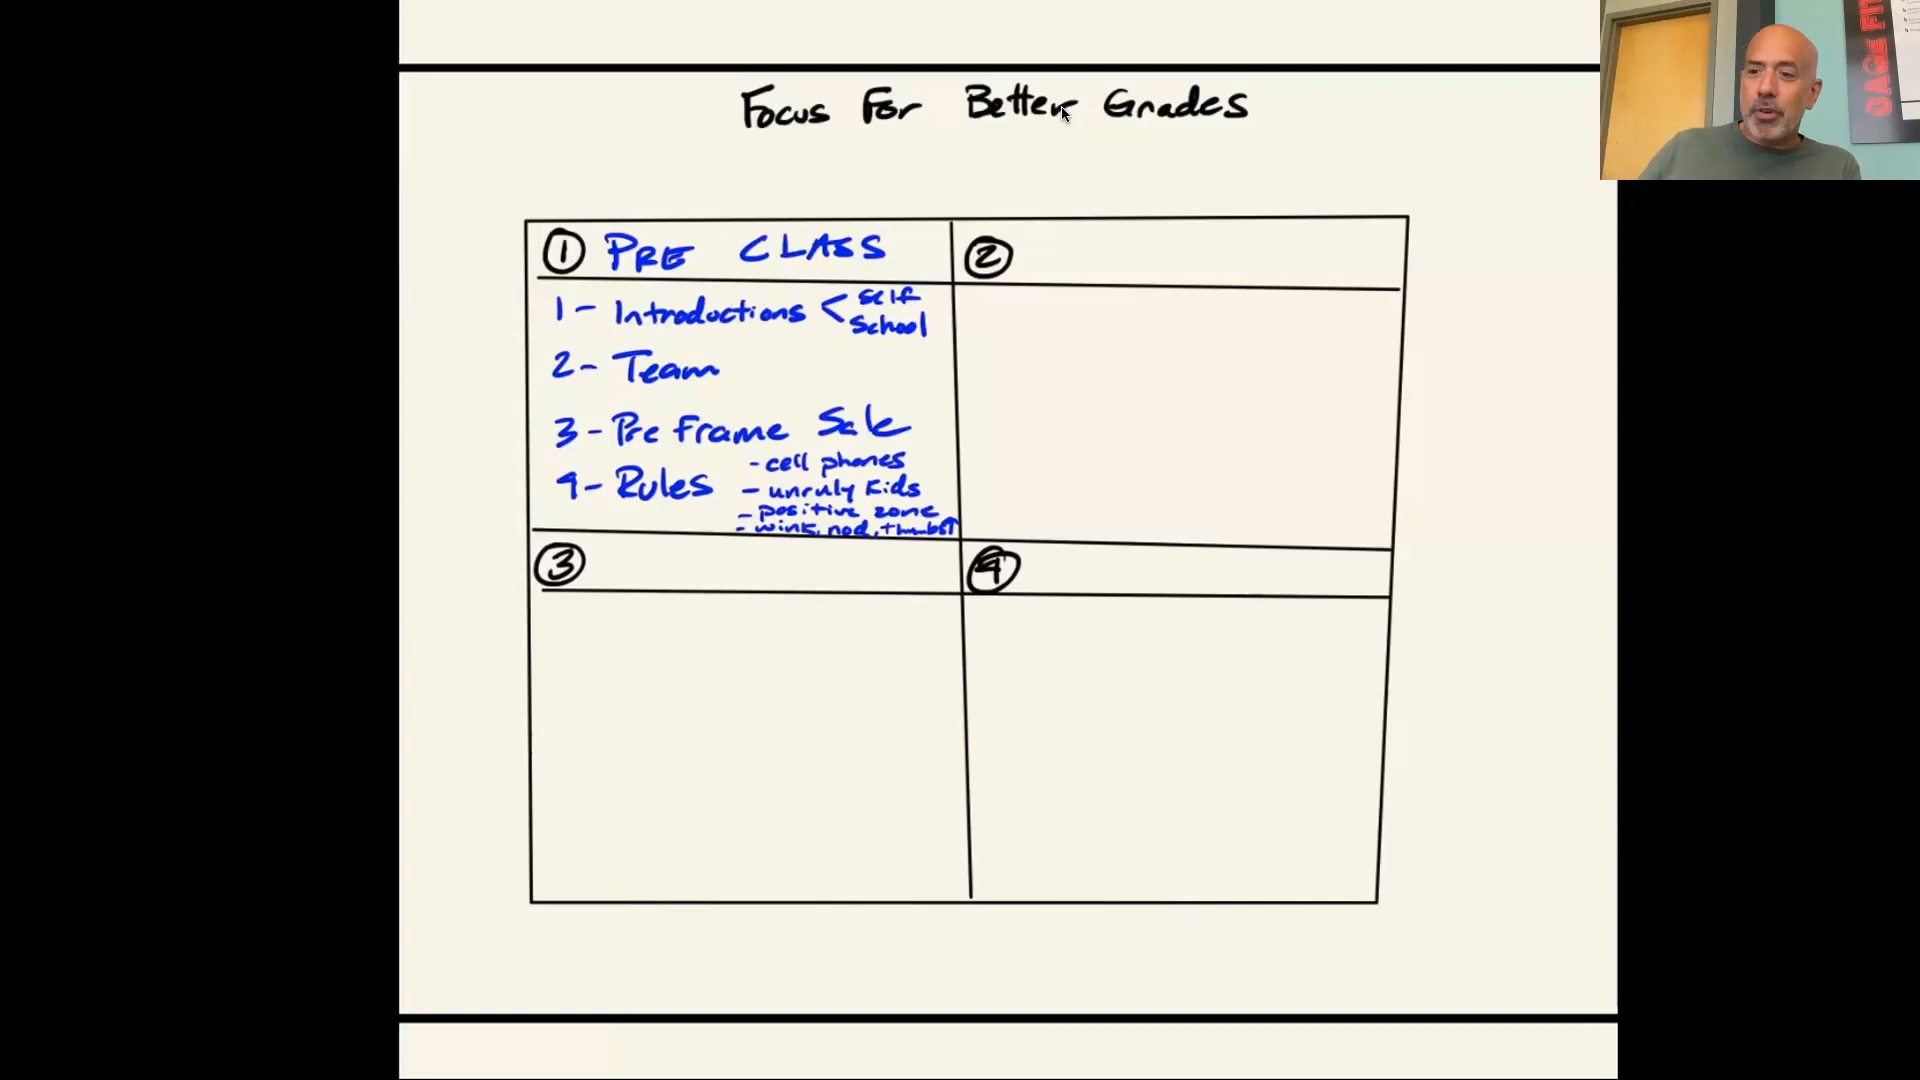 Focus For Better Grades
① PRE CLASS
1- Introductions < self
school
2- Team
3- Pre frame Sale
4- Rules
- cell phones
- unruly kids
- positive zone
- wink, nod, thumbs↑
②
③
④